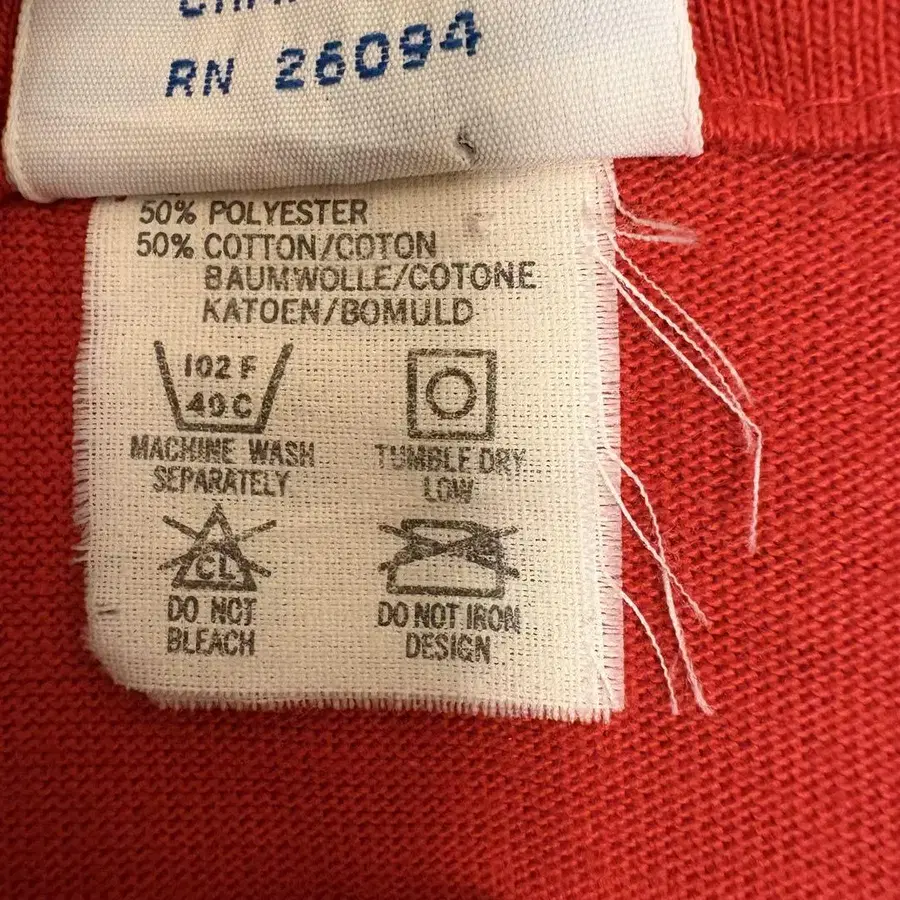 RN 26094
50% POLYESTER
50% COTTON/COTON
BAUMWOLLE/COTONE
KATOEN/BOMULD
102 F
40 C
MACHINE WASH
SEPARATELY
TUMBLE DRY
LOW
CL
DO NOT
BLEACH
DO NOT IRON
DESIGN